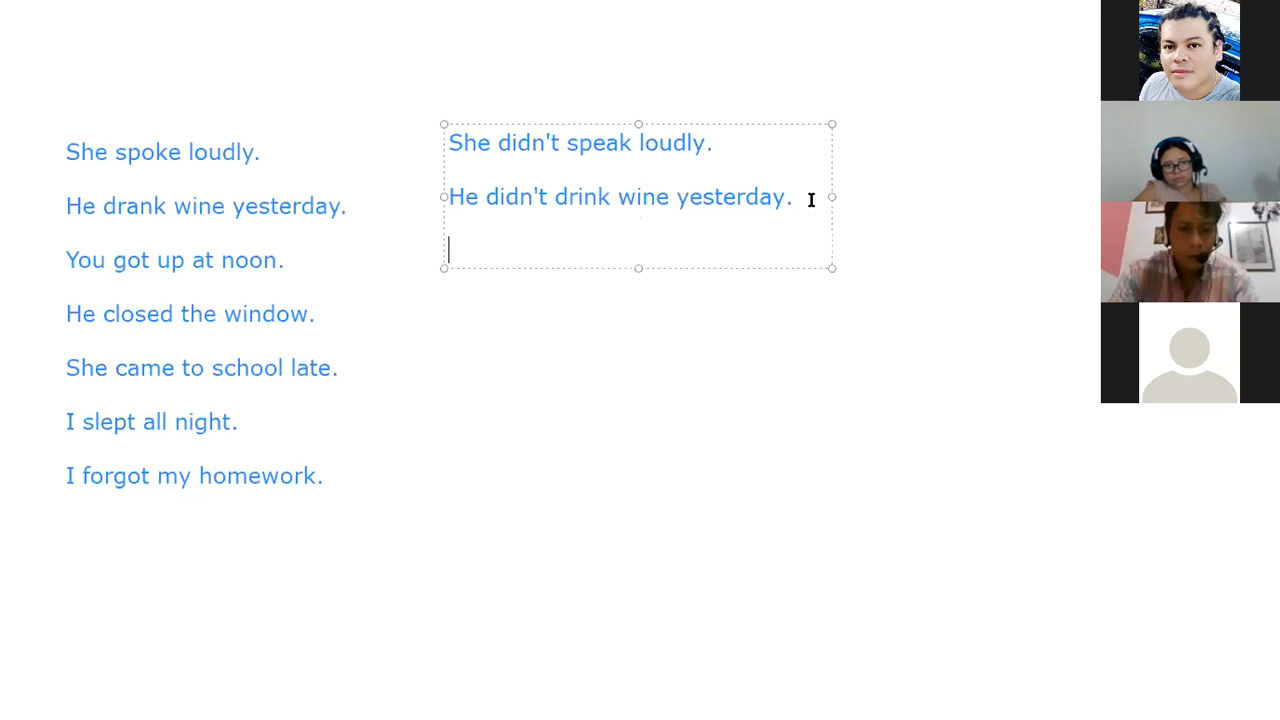 She spoke loudly.
He drank wine yesterday.
You got up at noon.
He closed the window.
She came to school late.
I slept all night.
I forgot my homework.
She didn't speak loudly.
He didn't drink wine yesterday.